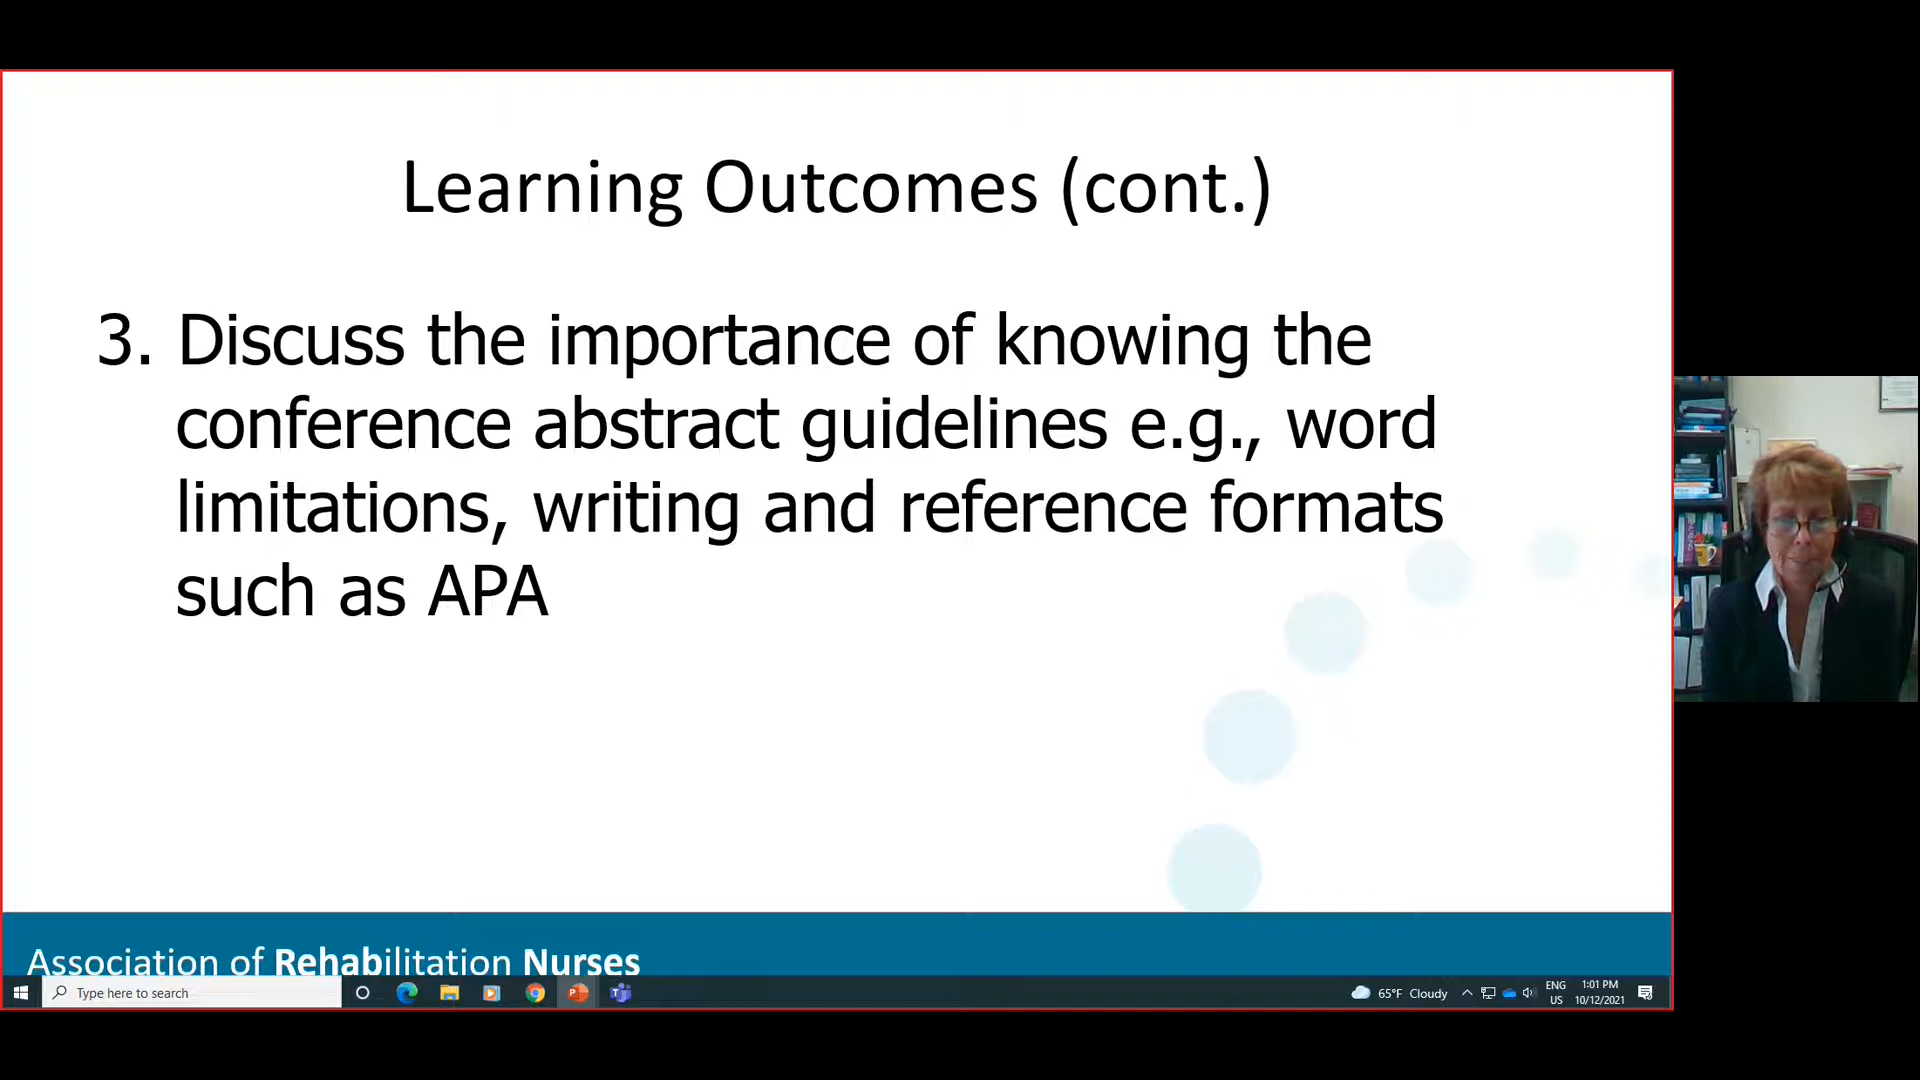 Learning Outcomes (cont.)
3. Discuss the importance of knowing the
conference abstract guidelines e.g., word
limitations, writing and reference formats
such as APA
Association of Rehabilitation Nurses
Type here to search
65°F Cloudy
ENG
US
1:01 PM
10/12/2021